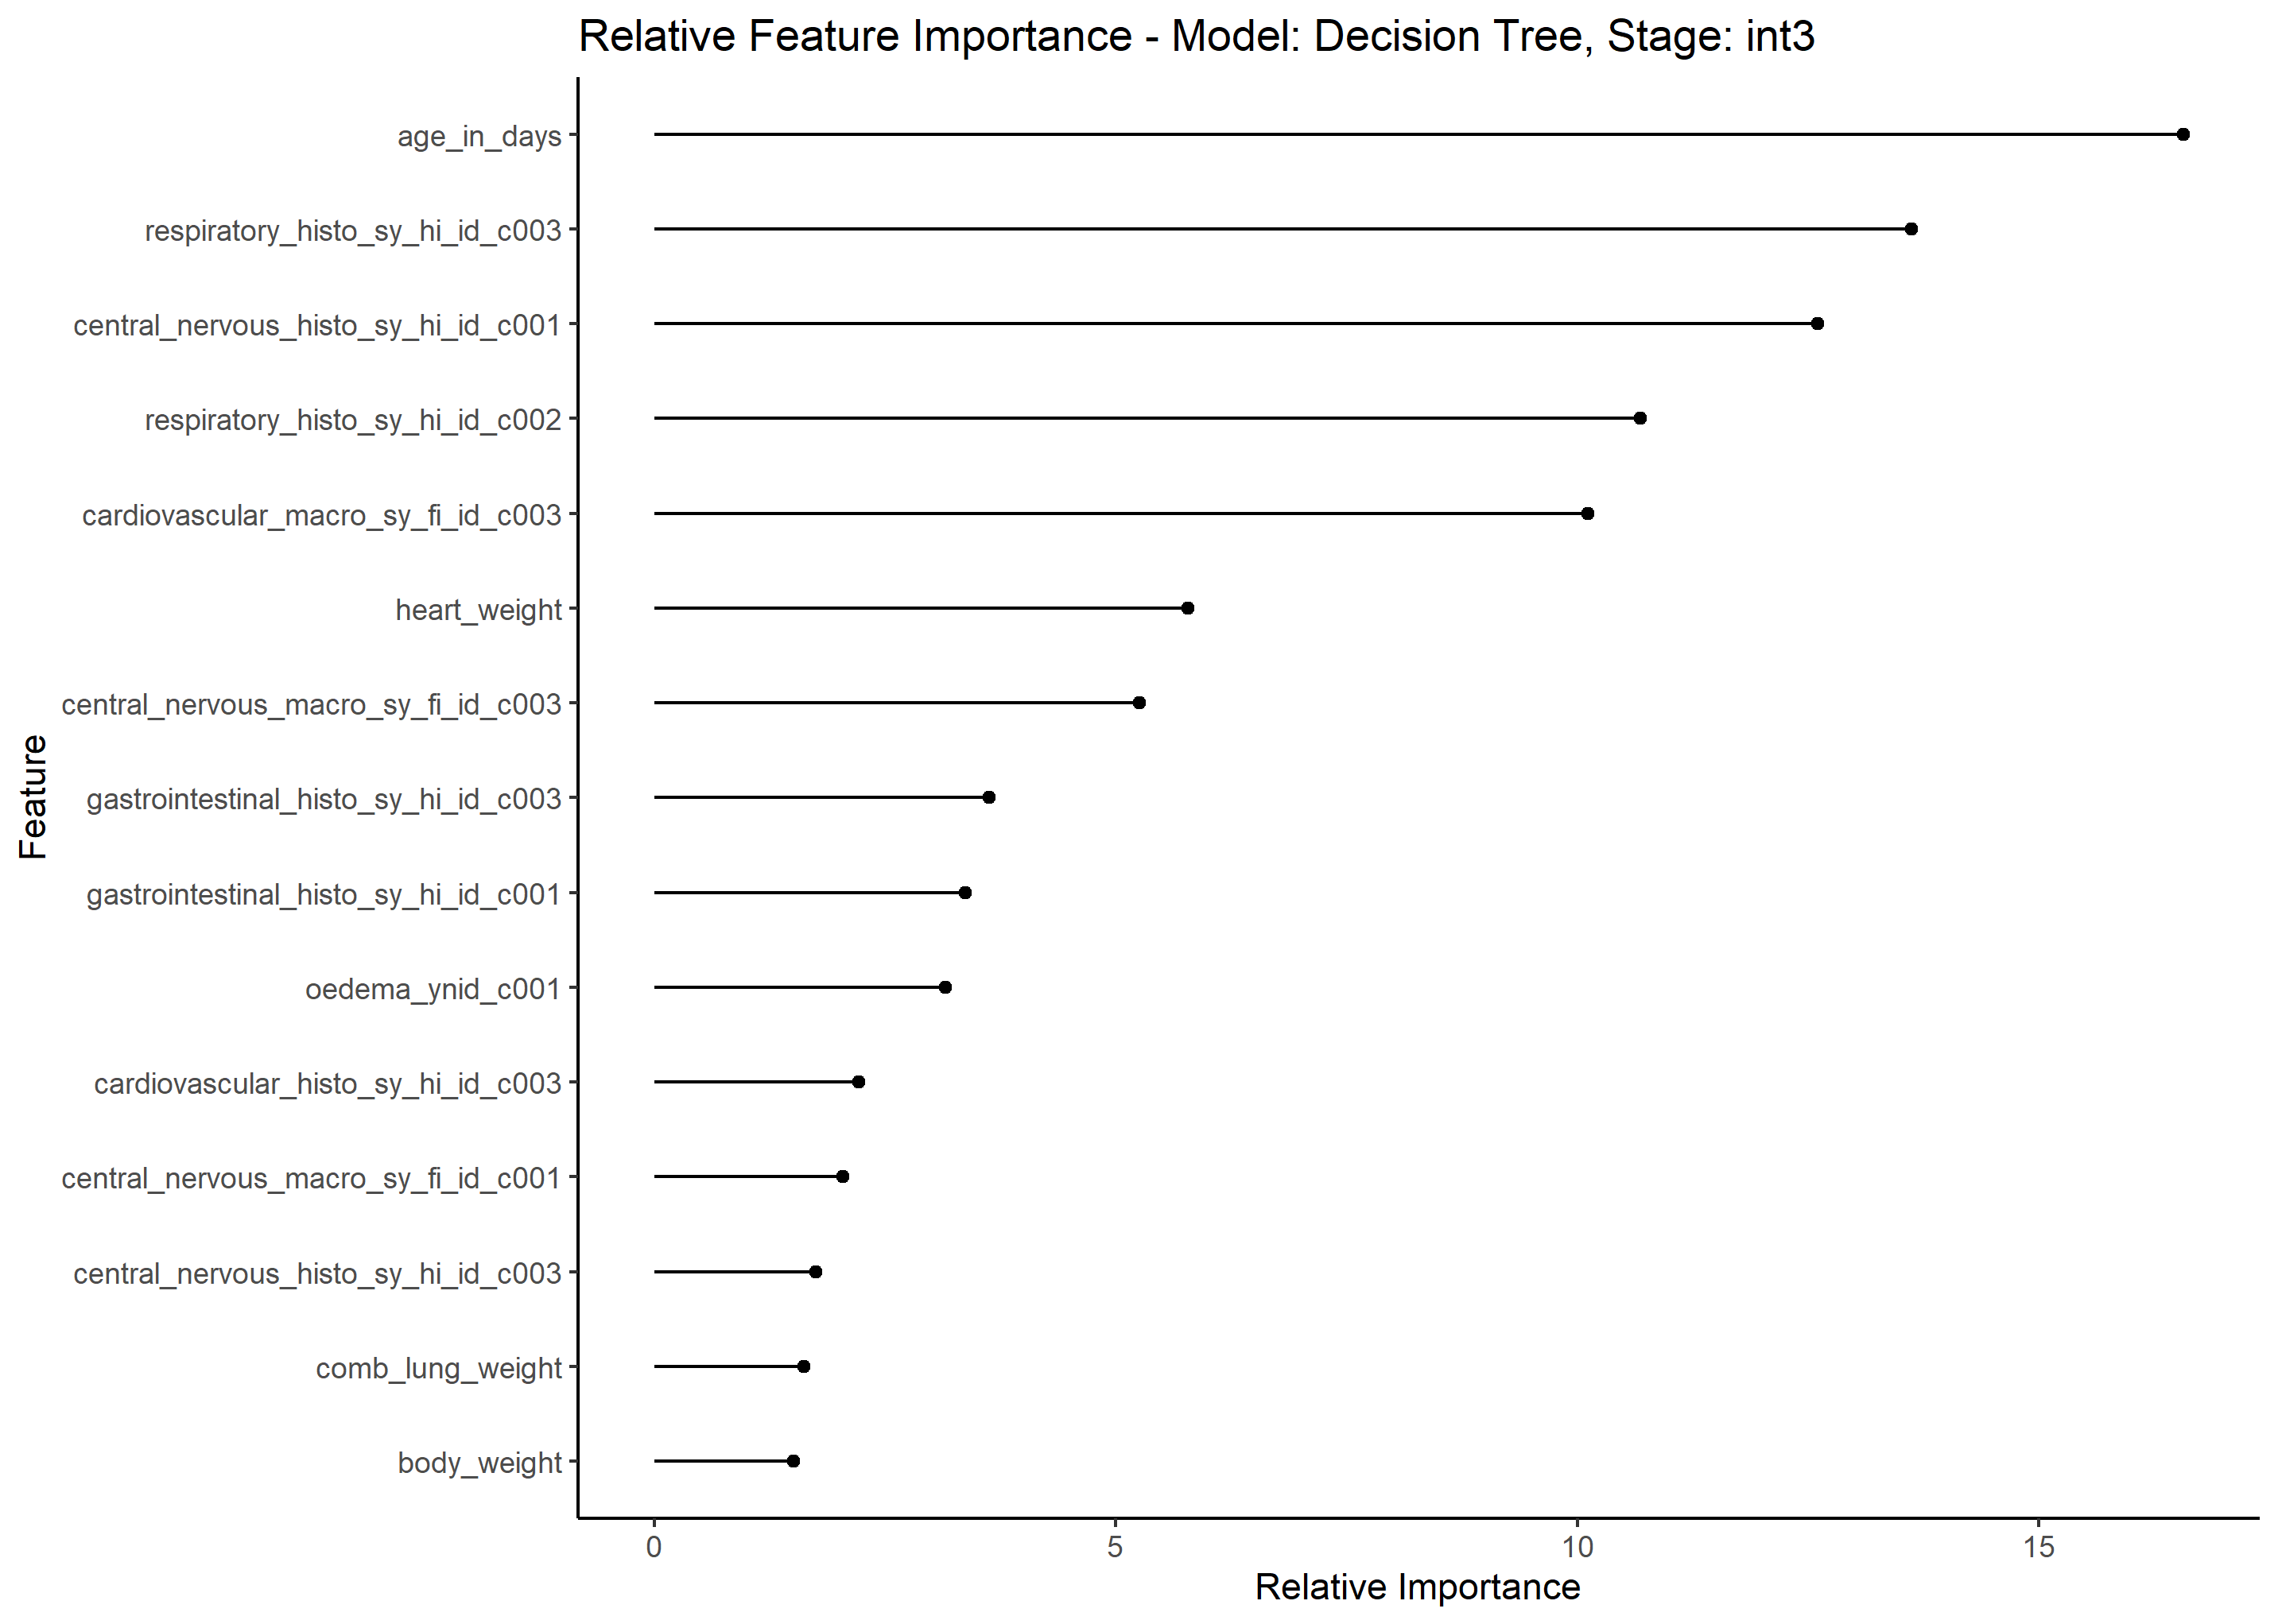 Relative Feature Importance - Model: Decision Tree, Stage: int3
Feature
age_in_days
respiratory_histo_sy_hi_id_c003
central_nervous_histo_sy_hi_id_c001
respiratory_histo_sy_hi_id_c002
cardiovascular_macro_sy_fi_id_c003
heart_weight
central_nervous_macro_sy_fi_id_c003
gastrointestinal_histo_sy_hi_id_c003
gastrointestinal_histo_sy_hi_id_c001
oedema_ynid_c001
cardiovascular_histo_sy_hi_id_c003
central_nervous_macro_sy_fi_id_c001
central_nervous_histo_sy_hi_id_c003
comb_lung_weight
body_weight
0 5 10 15
Relative Importance